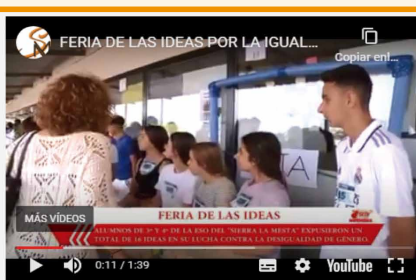 FERIA DE LAS IDEAS POR LA IGUAL...
Copiar enl...
TA
MÁS VÍDEOS
FERIA DE LAS IDEAS
ALUMNOS DE 3º Y 4º DE LA ESO DEL "SIERRA LA MESTA" EXPUSIERON UN
TOTAL DE 16 IDEAS EN SU LUCHA CONTRA LA DESIGUALDAD DE GÉNERO.
0:11 / 1:39
YouTube